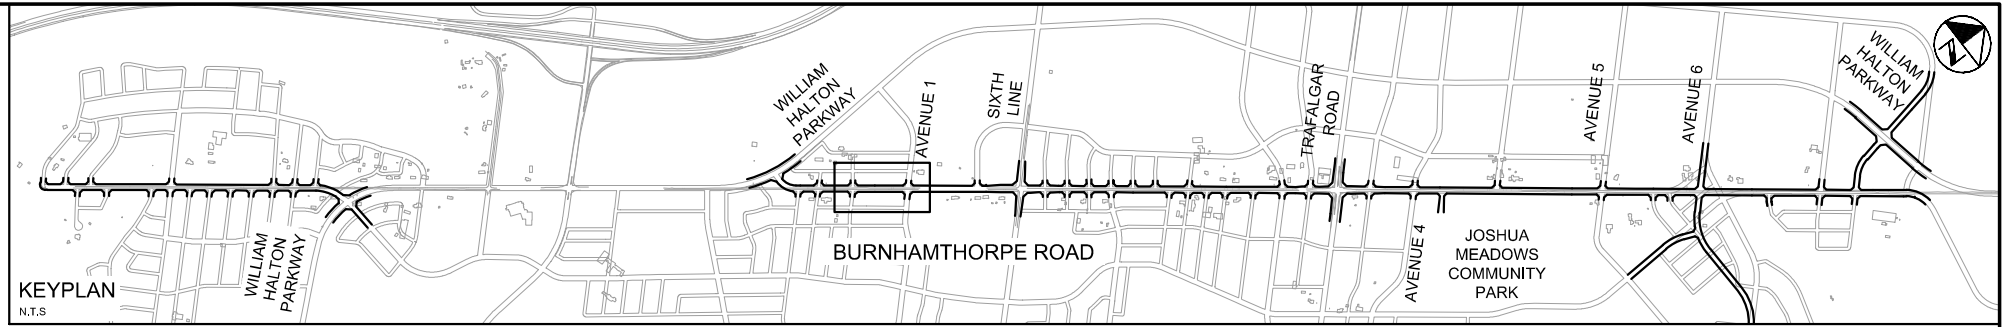 WILLIAM
HALTON
PARKWAY
AVENUE 1
SIXTH
LINE
TRAFALGAR
ROAD
AVENUE 5
AVENUE 6
WILLIAM
HALTON
PARKWAY
N
WILLIAM
HALTON
PARKWAY
BURNHAMTHORPE ROAD
AVENUE 4
JOSHUA
MEADOWS
COMMUNITY
PARK
KEYPLAN
N.T.S